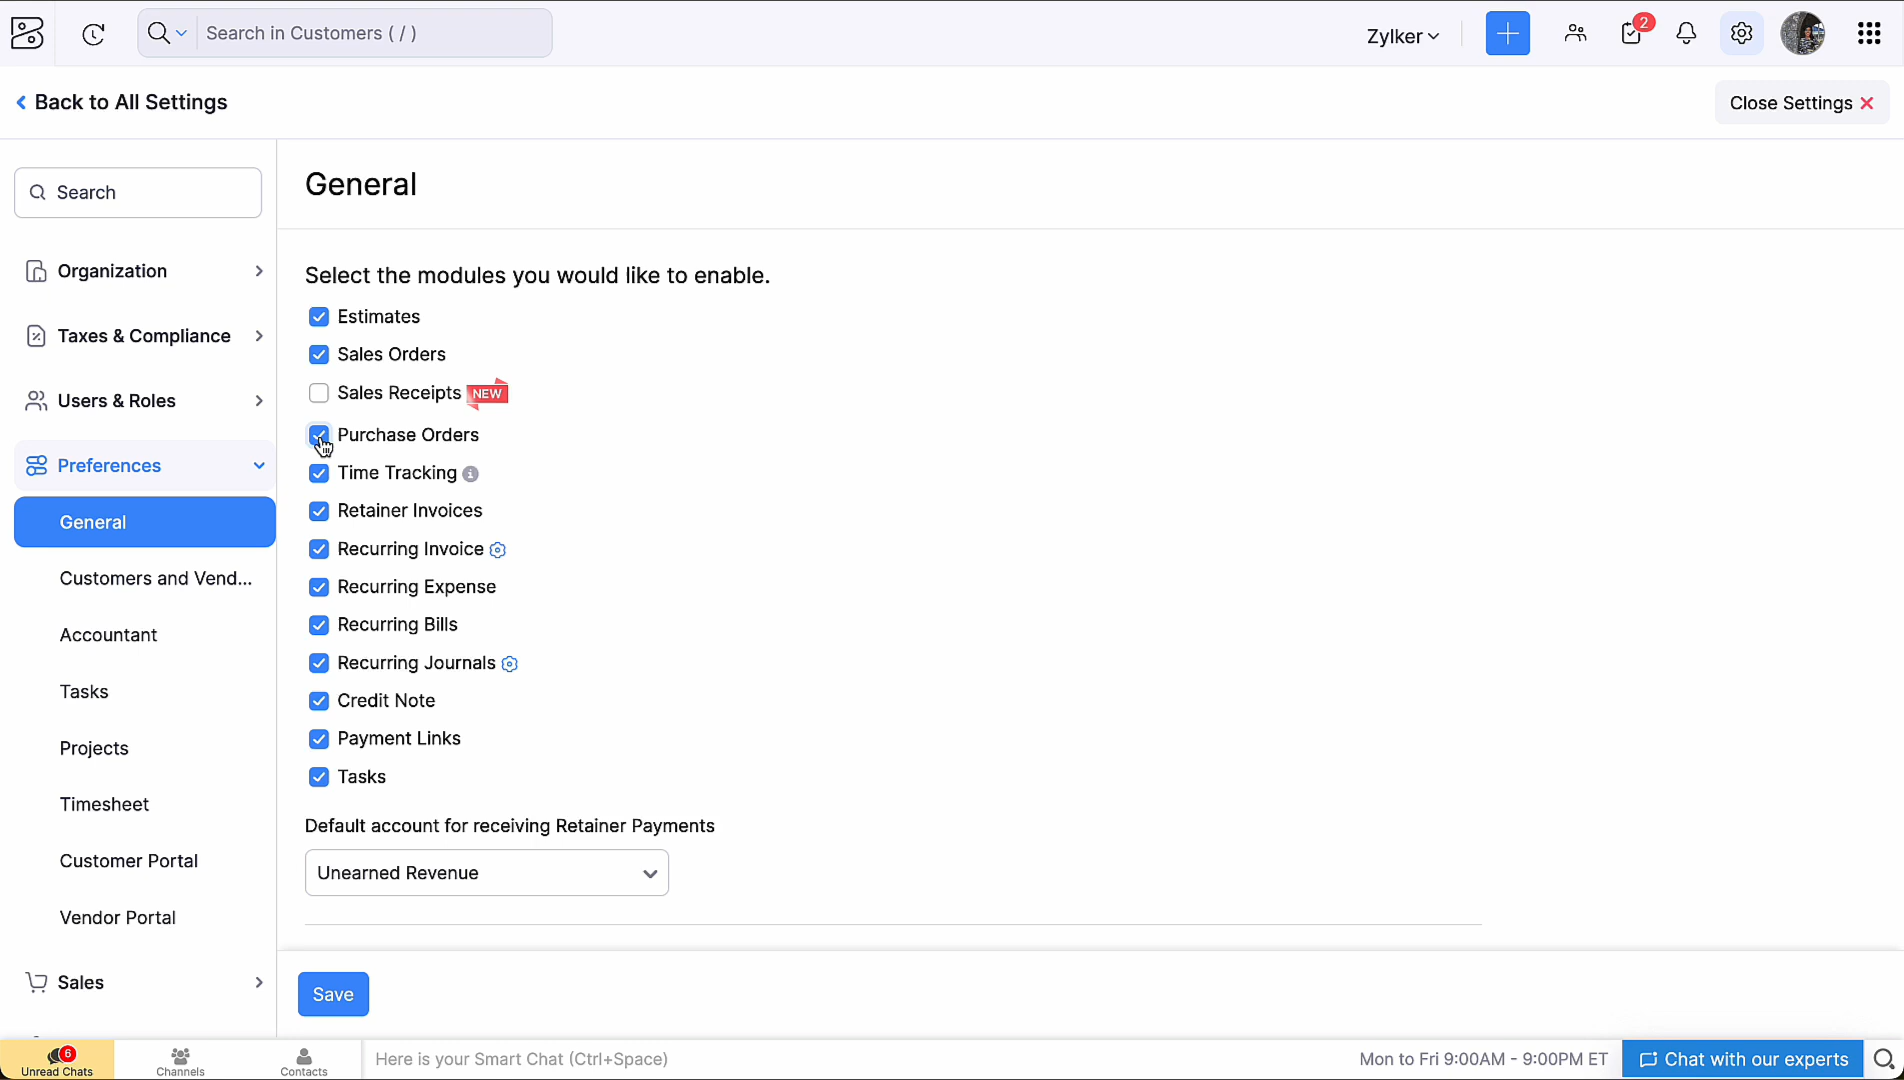 Search in Customers ( / )
Zylker
2
Back to All Settings
Close Settings
Search
General
Organization
Taxes & Compliance
Users & Roles
Preferences
General
Customers and Vend...
Accountant
Tasks
Projects
Timesheet
Customer Portal
Vendor Portal
Sales
Select the modules you would like to enable.
Estimates
Sales Orders
Sales Receipts NEW
Purchase Orders
Time Tracking
Retainer Invoices
Recurring Invoice
Recurring Expense
Recurring Bills
Recurring Journals
Credit Note
Payment Links
Tasks
Default account for receiving Retainer Payments
Unearned Revenue
Save
6
Unread Chats
Channels
Contacts
Here is your Smart Chat (Ctrl+Space)
Mon to Fri 9:00AM - 9:00PM ET
Chat with our experts